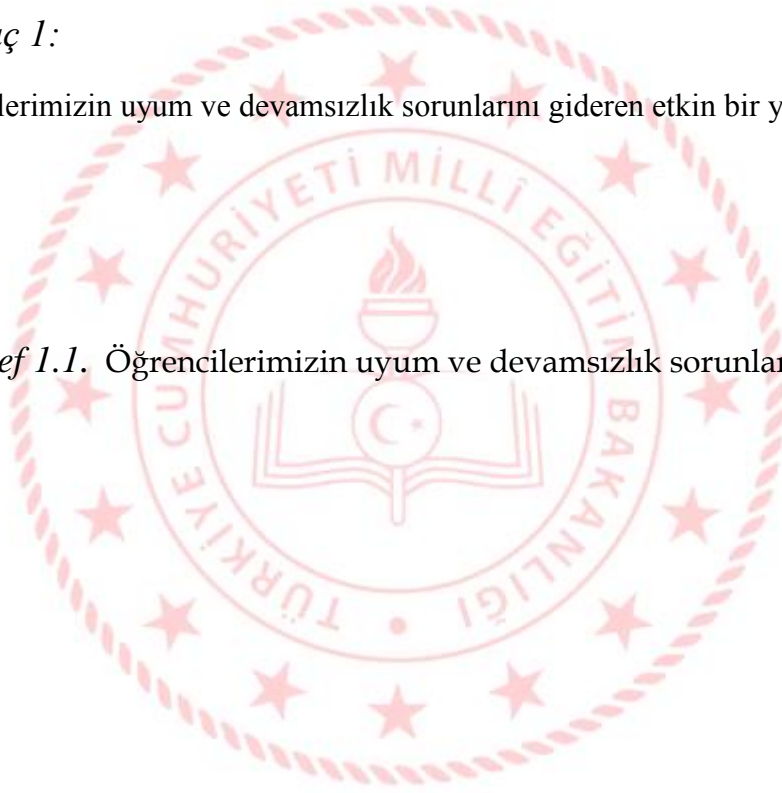 ç 1:
lerimizin uyum ve devamsızlık sorunlarını gideren etkin bir y
TÜRKİYE CUMHURİYETİ MİLLÎ EĞİTİM BAKANLIĞI
ef 1.1. Öğrencilerimizin uyum ve devamsızlık sorunlar